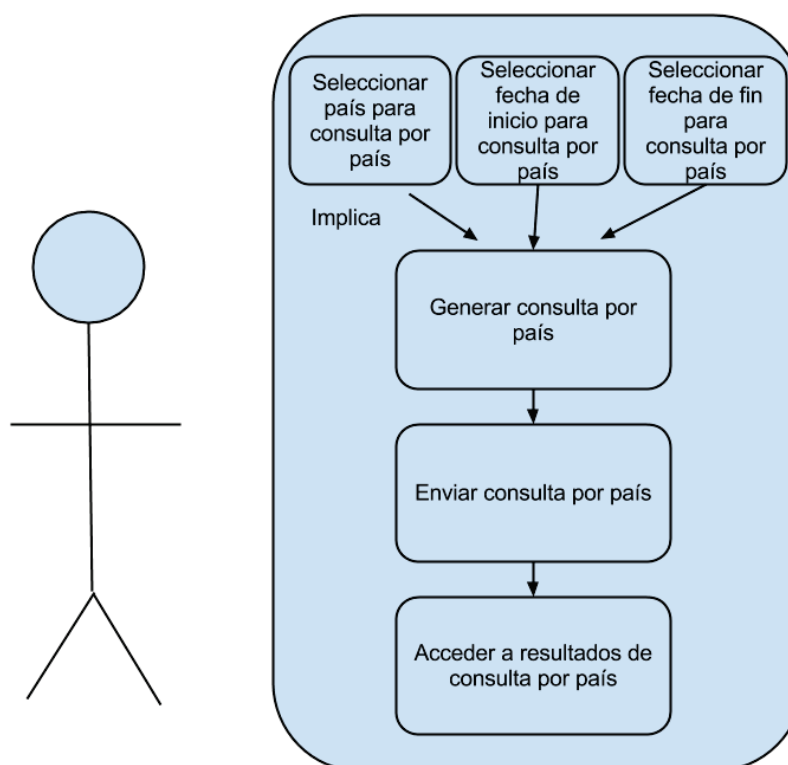 Seleccionar
país para
consulta por
país
Seleccionar
fecha de
inicio para
consulta por
país
Seleccionar
fecha de fin
para
consulta por
país
Implica
Generar consulta por
país
Enviar consulta por país
Acceder a resultados de
consulta por país